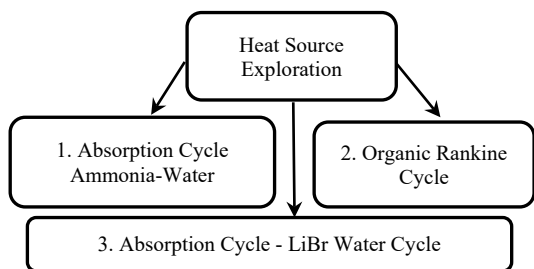 Heat Source
Exploration
1. Absorption Cycle
Ammonia-Water
2. Organic Rankine
Cycle
3. Absorption Cycle - LiBr Water Cycle